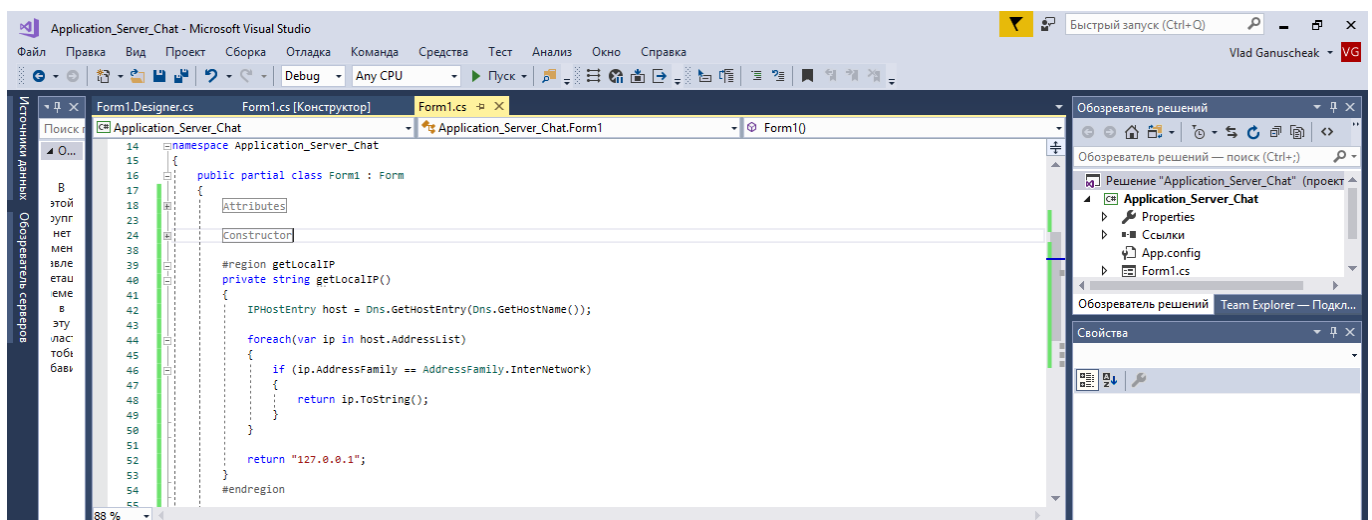 Application_Server_Chat - Microsoft Visual Studio
Быстрый запуск (Ctrl+Q)
Файл Правка Вид Проект Сборка Отладка Команда Средства Тест Анализ Окно Справка
Vlad Ganuscheak VG
Debug Any CPU Пуск
Источники данных
Обозреватель серверов
Form1.Designer.cs Form1.cs [Конструктор] Form1.cs
Application_Server_Chat Application_Server_Chat.Form1 Form1()
14 namespace Application_Server_Chat
15 {
16 public partial class Form1 : Form
17 {
18 Attributes
23
24 Constructor
38
39 #region getLocalIP
40 private string getLocalIP()
41 {
42 IPHostEntry host = Dns.GetHostEntry(Dns.GetHostName());
43
44 foreach(var ip in host.AddressList)
45 {
46 if (ip.AddressFamily == AddressFamily.InterNetwork)
47 {
48 return ip.ToString();
49 }
50 }
51
52 return "127.0.0.1";
53 }
54 #endregion
55
88 %
Поиск
О...
В
этой
нет
в
эту
Обозреватель решений
Обозреватель решений — поиск (Ctrl+;)
Решение "Application_Server_Chat" (проект
Application_Server_Chat
Properties
Ссылки
App.config
Form1.cs
Обозреватель решений Team Explorer — Подкл...
Свойства